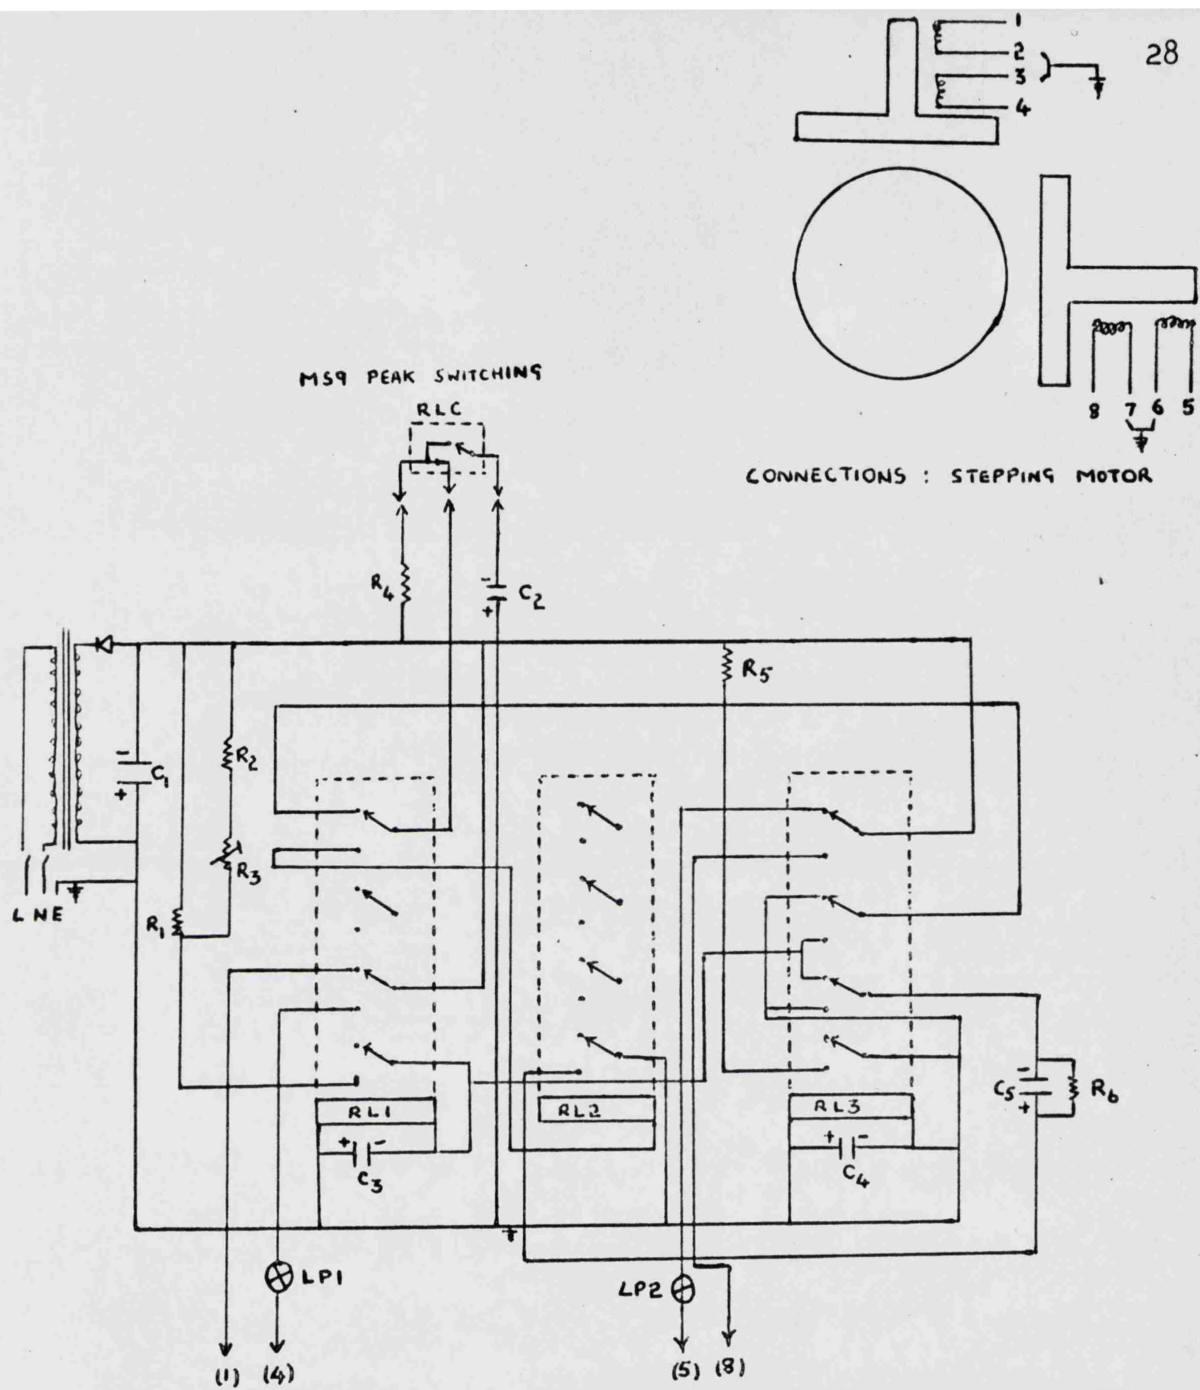 28
1
2
3
4
8 7 6 5
CONNECTIONS : STEPPING MOTOR
MS9 PEAK SWITCHING
RLC
R4
C2
R5
C1
R2
R3
R1
L N E
RL1
RL2
RL3
C3
C4
C5
R6
LP1
LP2
(1) (4)
(5) (8)